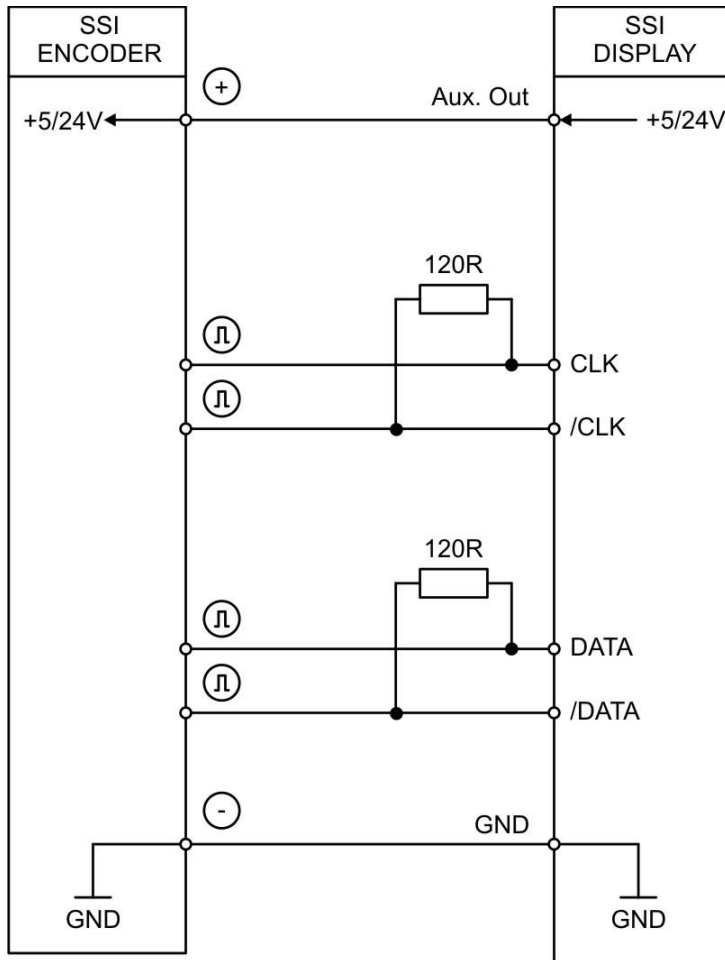 SSI
ENCODER
SSI
DISPLAY
+
Aux. Out
+5/24V
+5/24V
120R
CLK
/CLK
120R
DATA
/DATA
-
GND
GND
GND